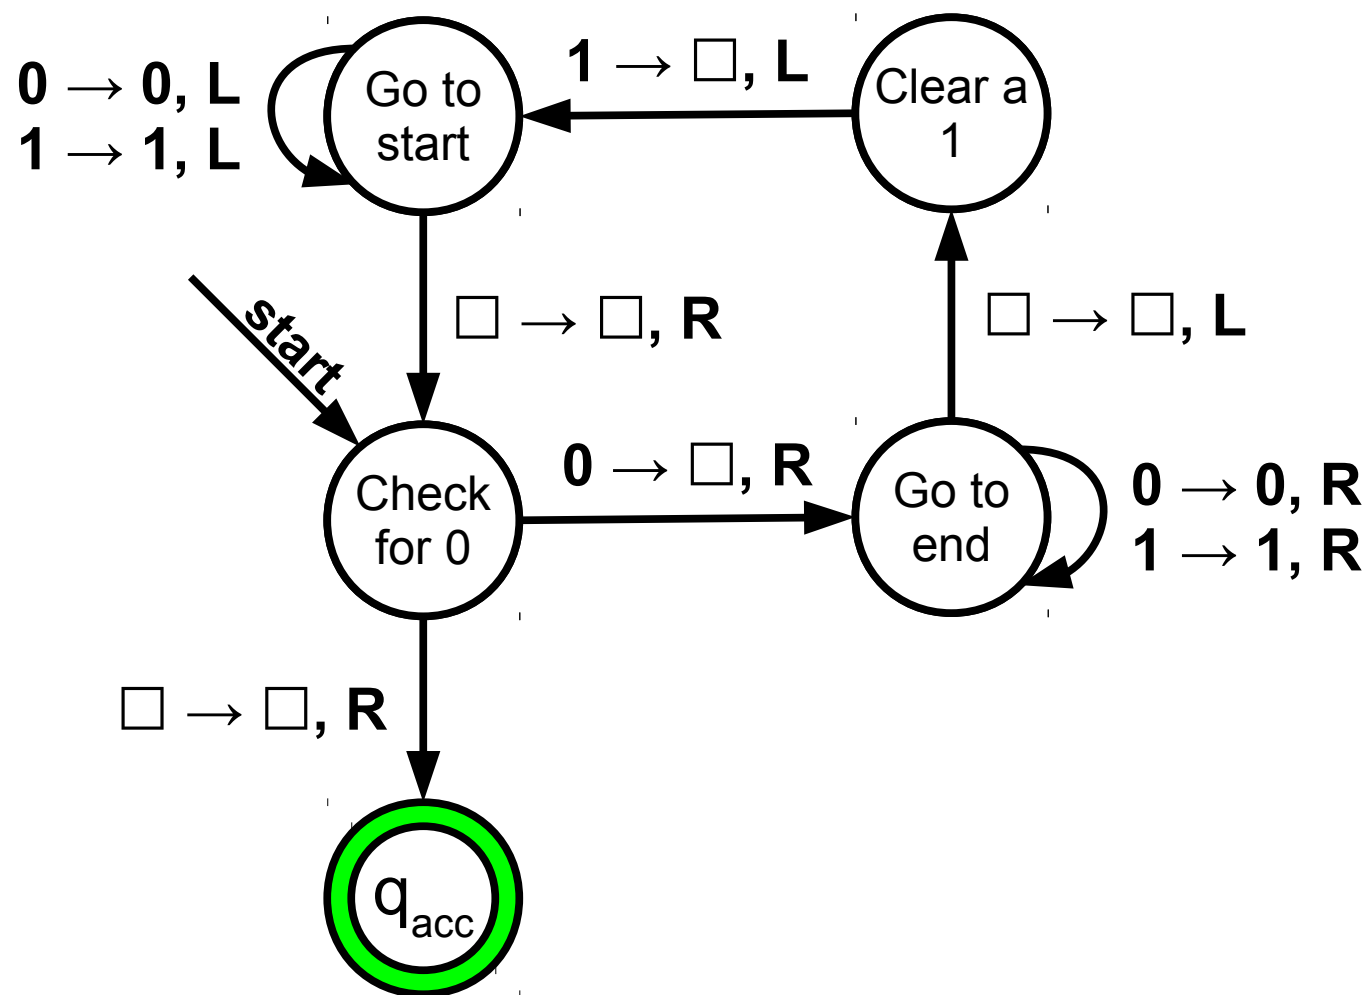 0 → 0, L
1 → 1, L
Go to
start
1 → □, L
Clear a
1
start
□ → □, R
□ → □, L
Check
for 0
0 → □, R
Go to
end
0 → 0, R
1 → 1, R
□ → □, R
q_acc